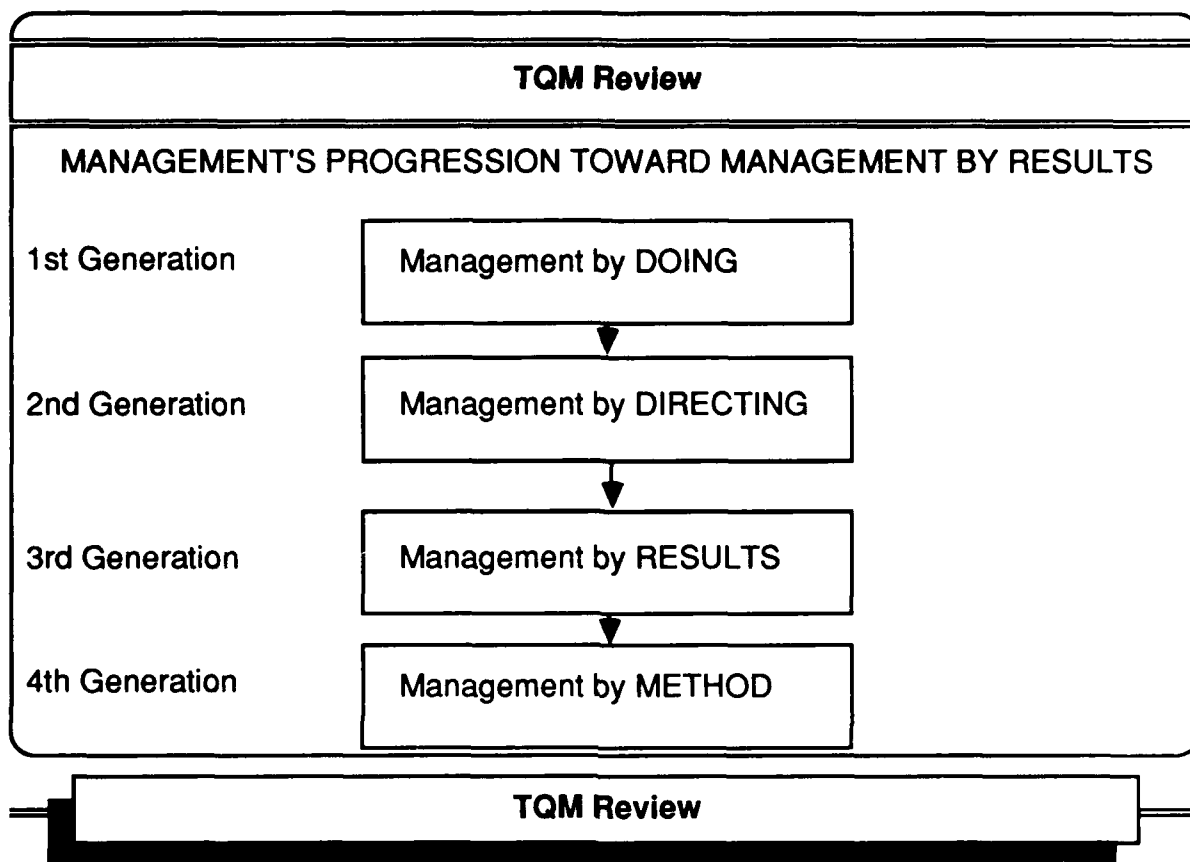 TQM Review
MANAGEMENT'S PROGRESSION TOWARD MANAGEMENT BY RESULTS
1st Generation
Management by DOING
2nd Generation
Management by DIRECTING
3rd Generation
Management by RESULTS
4th Generation
Management by METHOD
TQM Review